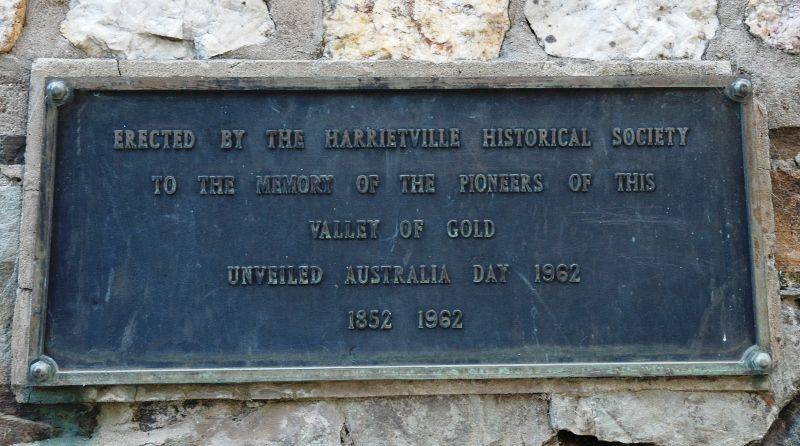 ERECTED BY THE HARRIETVILLE HISTORICAL SOCIETY
TO THE MEMORY OF THE PIONEERS OF THIS
VALLEY OF GOLD
UNVEILED AUSTRALIA DAY 1962
1852 1962